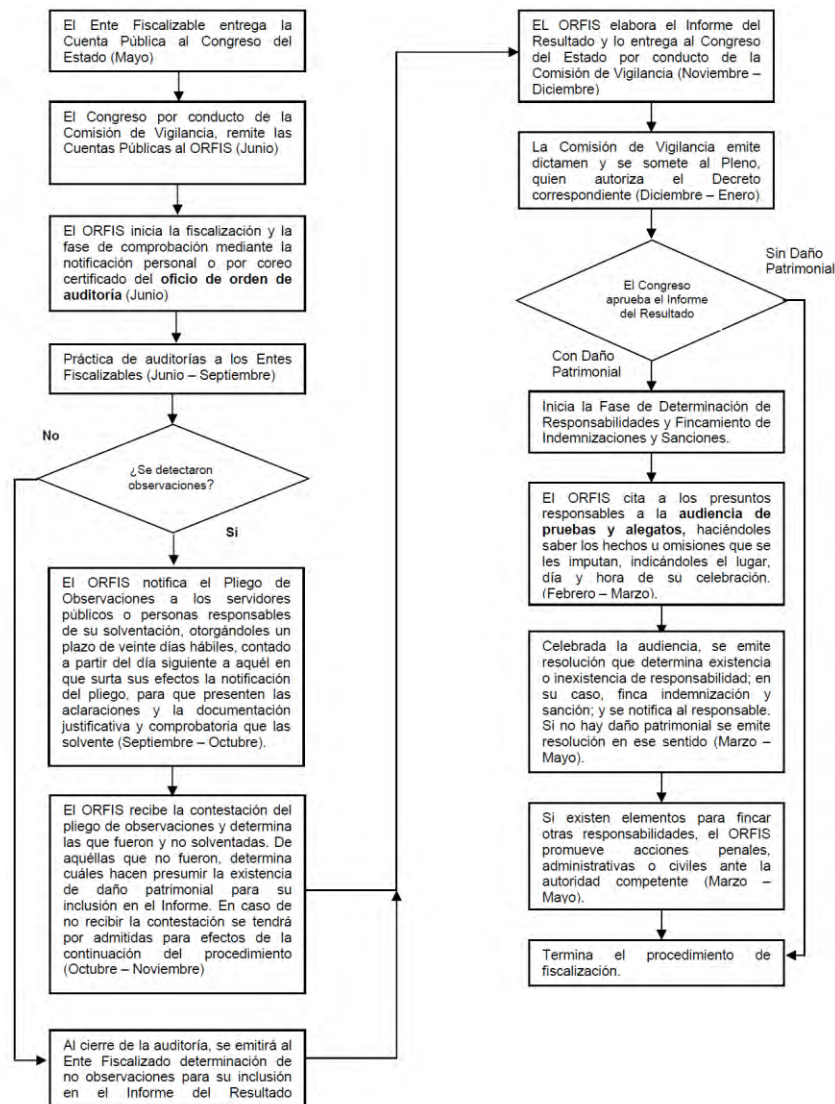 El Ente Fiscalizable entrega la
Cuenta Pública al Congreso del
Estado (Mayo)
El Congreso por conducto de la
Comisión de Vigilancia, remite las
Cuentas Públicas al ORFIS (Junio)
El ORFIS inicia la fiscalización y la
fase de comprobación mediante la
notificación personal o por coreo
certificado del oficio de orden de
auditoría (Junio)
Práctica de auditorías a los Entes
Fiscalizables (Junio – Septiembre)
No
¿Se detectaron
observaciones?
Sí
El ORFIS notifica el Pliego de
Observaciones a los servidores
públicos o personas responsables
de su solventación, otorgándoles un
plazo de veinte días hábiles, contado
a partir del día siguiente a aquél en
que surta sus efectos la notificación
del pliego, para que presenten las
aclaraciones y la documentación
justificativa y comprobatoria que las
solvente (Septiembre – Octubre).
El ORFIS recibe la contestación del
pliego de observaciones y determina
las que fueron y no solventadas. De
aquéllas que no fueron, determina
cuáles hacen presumir la existencia
de daño patrimonial para su
inclusión en el Informe. En caso de
no recibir la contestación se tendrá
por admitidas para efectos de la
continuación del procedimiento
(Octubre – Noviembre)
Al cierre de la auditoría, se emitirá al
Ente Fiscalizado determinación de
no observaciones para su inclusión
en el Informe del Resultado
EL ORFIS elabora el Informe del
Resultado y lo entrega al Congreso
del Estado por conducto de la
Comisión de Vigilancia (Noviembre –
Diciembre)
La Comisión de Vigilancia emite
dictamen y se somete al Pleno,
quien autoriza el Decreto
correspondiente (Diciembre – Enero)
Sin Daño
Patrimonial
El Congreso
aprueba el Informe
del Resultado
Con Daño
Patrimonial
Inicia la Fase de Determinación de
Responsabilidades y Fincamiento de
Indemnizaciones y Sanciones.
El ORFIS cita a los presuntos
responsables a la audiencia de
pruebas y alegatos, haciéndoles
saber los hechos u omisiones que se
les imputan, indicándoles el lugar,
día y hora de su celebración.
(Febrero – Marzo).
Celebrada la audiencia, se emite
resolución que determina existencia
o inexistencia de responsabilidad; en
su caso, finca indemnización y
sanción; y se notifica al responsable.
Si no hay daño patrimonial se emite
resolución en ese sentido (Marzo –
Mayo).
Si existen elementos para fincar
otras responsabilidades, el ORFIS
promueve acciones penales,
administrativas o civiles ante la
autoridad competente (Marzo –
Mayo).
Termina el procedimiento de
fiscalización.